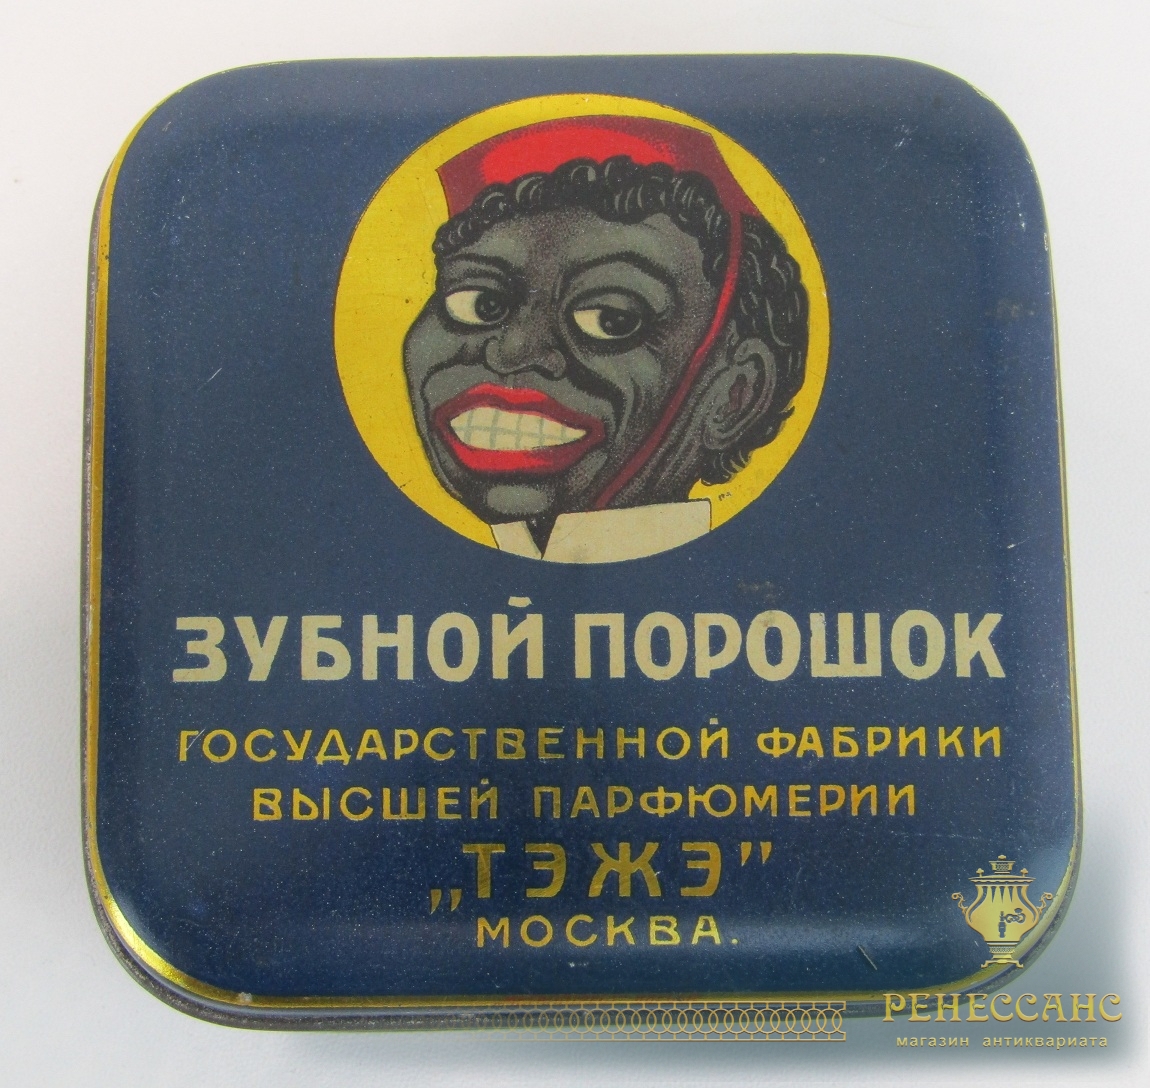 ЗУБНОЙ ПОРОШОК
ГОСУДАРСТВЕННОЙ ФАБРИКИ
ВЫСШЕЙ ПАРФЮМЕРИИ
„ТЭЖЭ”
МОСКВА.
РЕНЕССАНС
магазин антиквариата